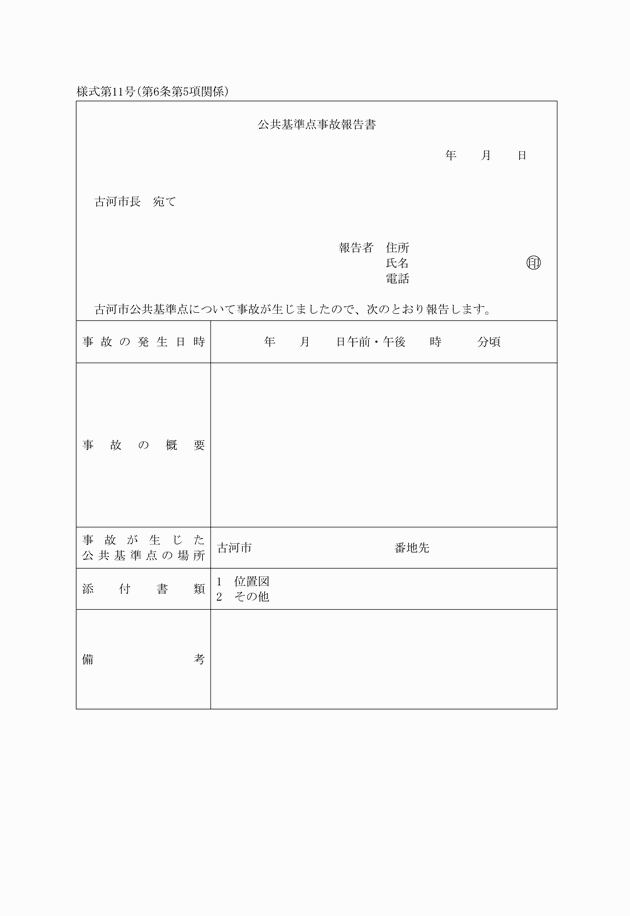 様式第11号(第6条第5項関係)
公共基準点事故報告書
年　月　日
古河市長　宛て
報告者　住所
氏名　㊞
電話
古河市公共基準点について事故が生じましたので、次のとおり報告します。
事故の発生日時　年　月　日午前・午後　時　分頃
事故の概要
事故が生じた
公共基準点の場所
古河市　番地先
添付書類
1　位置図
2　その他
備考